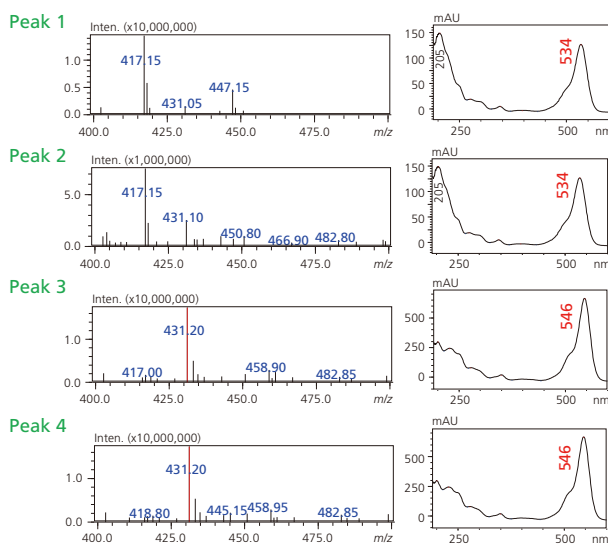 Peak 1
Inten. (x10,000,000)
1.0
0.5
0.0
417.15
431.05
447.15
400.0 425.0 450.0 475.0 m/z
mAU
150
100
50
0
205
534
250 500 nm
Peak 2
Inten. (x1,000,000)
5.0
0.0
417.15
431.10
450.80
466.90
482.80
400.0 425.0 450.0 475.0 m/z
mAU
150
100
50
0
205
534
250 500 nm
Peak 3
Inten. (x10,000,000)
1.0
0.0
431.20
417.00
458.90
482.85
400.0 425.0 450.0 475.0 m/z
mAU
500
250
0
546
250 500 nm
Peak 4
Inten. (x10,000,000)
1.0
0.0
431.20
418.80
445.15
458.95
482.85
400.0 425.0 450.0 475.0 m/z
mAU
500
250
0
546
250 500 nm